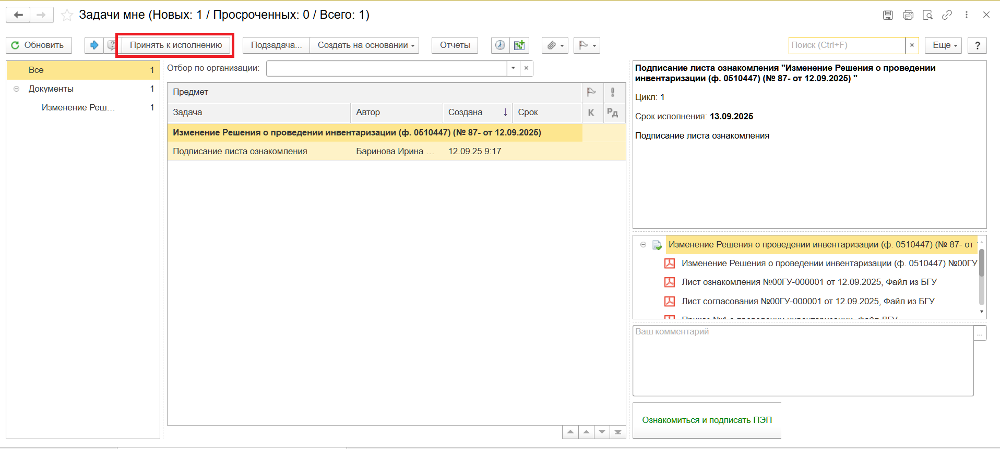 Задачи мне (Новых: 1 / Просроченных: 0 / Всего: 1)
Обновить
Принять к исполнению
Подзадача...
Создать на основании
Отчеты
Поиск (Ctrl+F)
×
Еще
?
Все 1
Документы 1
Изменение Реш... 1
Отбор по организации:
×
Предмет
Задача Автор Создана ↓ Срок К Рд
Изменение Решения о проведении инвентаризации (ф. 0510447) (№ 87- от 12.09.2025)
Подписание листа ознакомления Баринова Ирина ... 12.09.25 9:17
Подписание листа ознакомления "Изменение Решения о проведении
инвентаризации (ф. 0510447) (№ 87- от 12.09.2025) "
Цикл: 1
Срок исполнения: 13.09.2025
Подписание листа ознакомления
Изменение Решения о проведении инвентаризации (ф. 0510447) (№ 87- от
Изменение Решения о проведении инвентаризации (ф. 0510447) №00ГУ
Лист ознакомления №00ГУ-000001 от 12.09.2025, Файл из БГУ
Лист согласования №00ГУ-000001 от 12.09.2025, Файл из БГУ
Ваш комментарий
...
Ознакомиться и подписать ПЭП